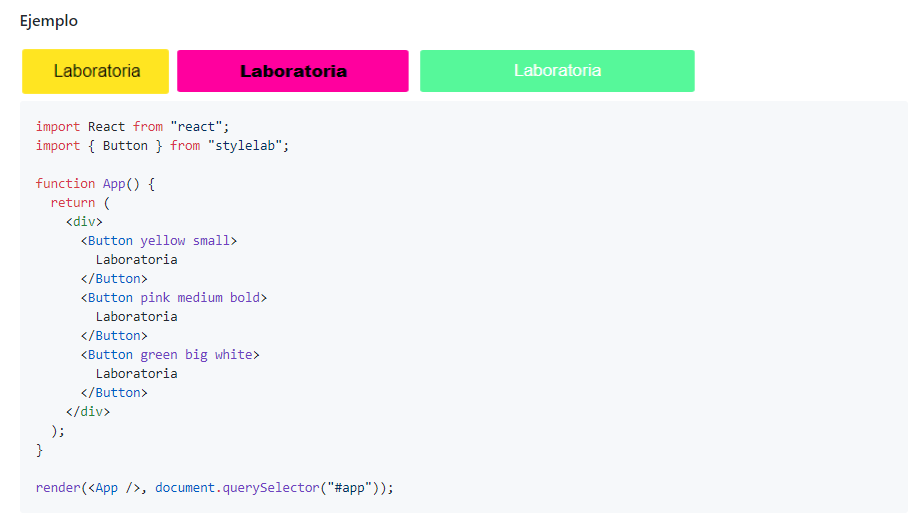 Ejemplo
Laboratoria Laboratoria Laboratoria
import React from "react";
import { Button } from "stylelab";
function App() {
return (
<div>
<Button yellow small>
Laboratoria
</Button>
<Button pink medium bold>
Laboratoria
</Button>
<Button green big white>
Laboratoria
</Button>
</div>
);
}
render(<App />, document.querySelector("#app"));